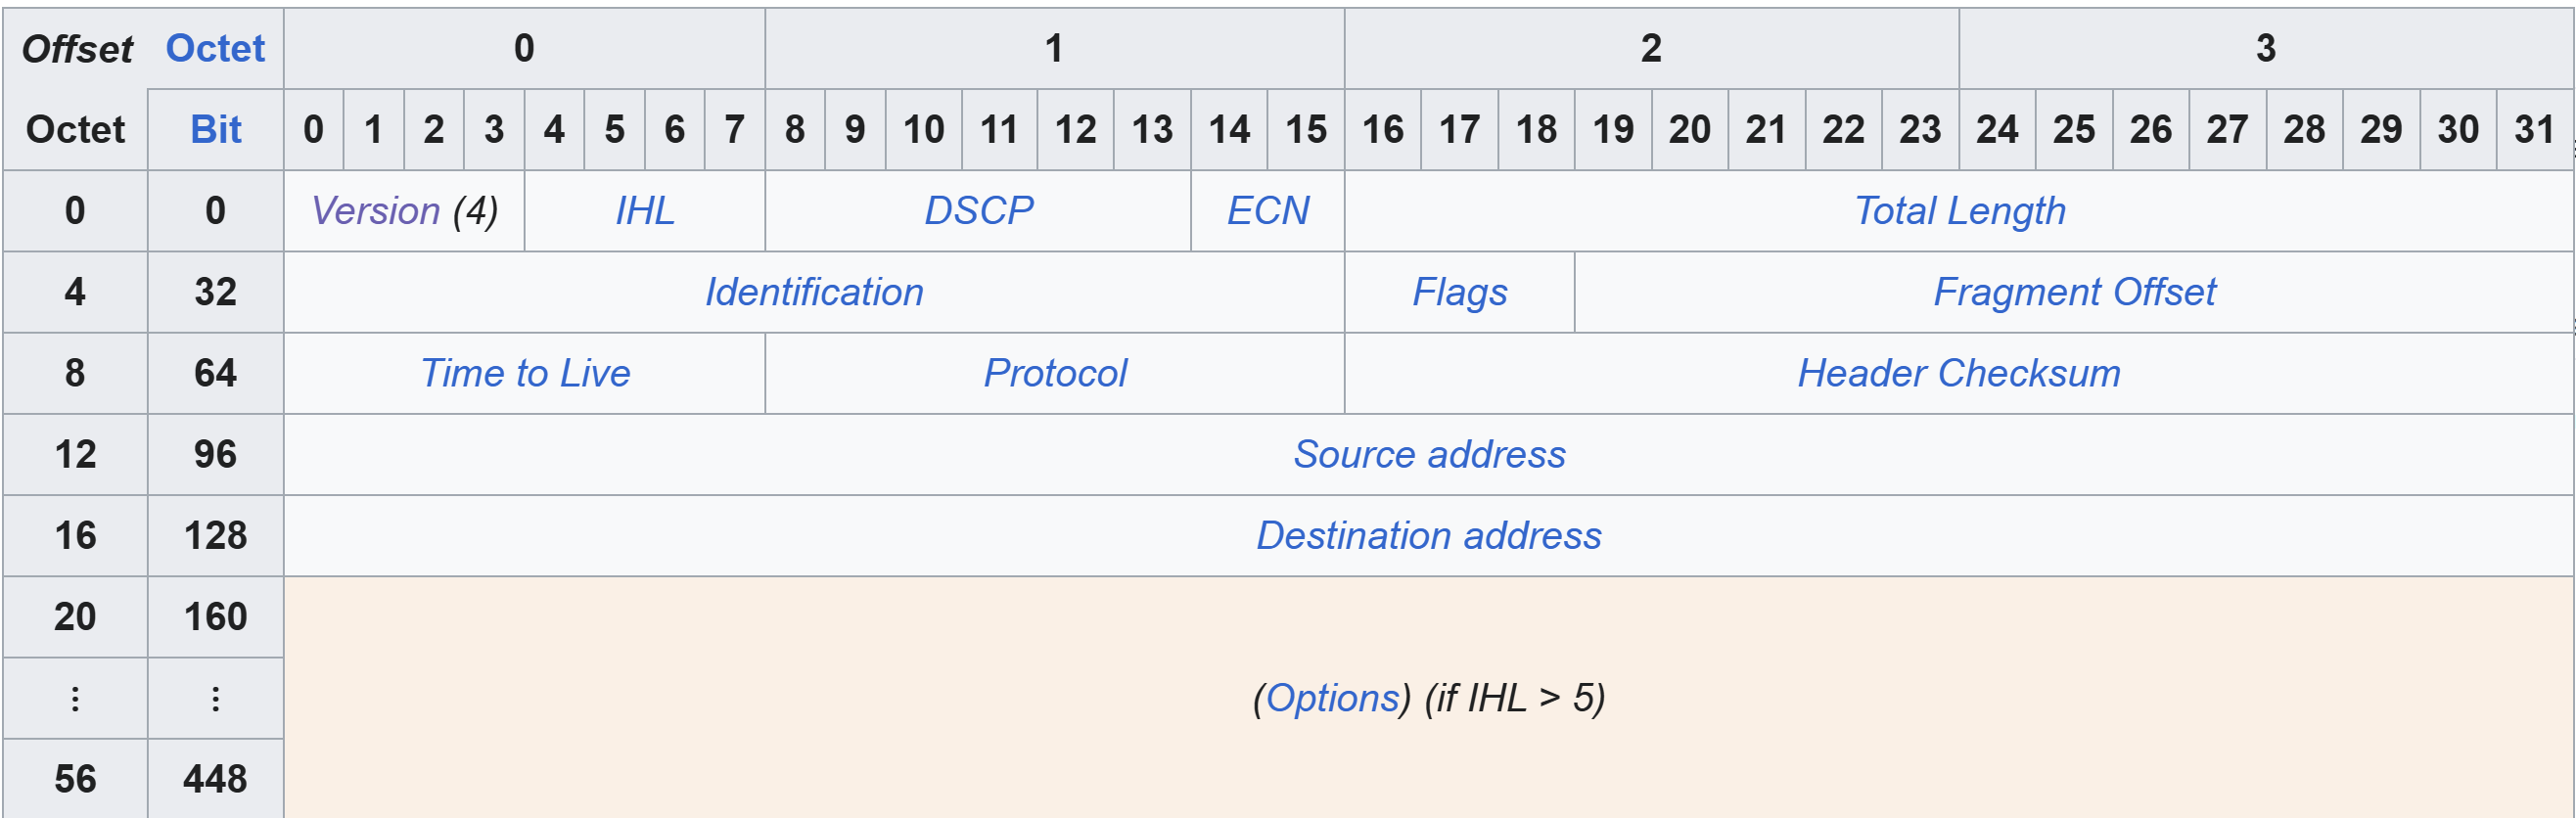 Offset Octet 0 1 2 3
Octet Bit 0 1 2 3 4 5 6 7 8 9 10 11 12 13 14 15 16 17 18 19 20 21 22 23 24 25 26 27 28 29 30 31
0 0 Version (4) IHL DSCP ECN Total Length
4 32 Identification Flags Fragment Offset
8 64 Time to Live Protocol Header Checksum
12 96 Source address
16 128 Destination address
20 160
⋮ ⋮ (Options) (if IHL > 5)
56 448